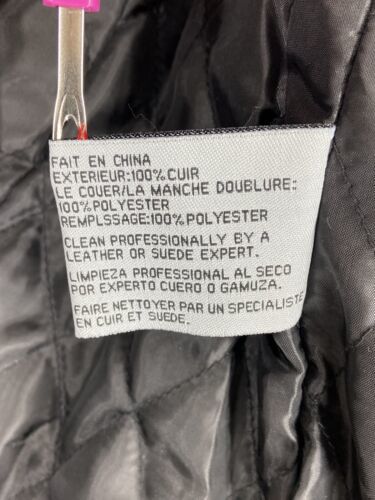 FAIT EN CHINA
EXTERIEUR:100% CUIR
LE COUER/LA MANCHE DOUBLURE::
100%POLYESTER
REMPLSSAGE:100%POLYESTER
CLEAN PROFESSIONALLY BY A
LEATHER OR SUEDE EXPERT.
LIMPIEZA PROFESSIONAL AL SECO
POR EXPERTO CUERO O GAMUZA.
FAIRE NETTOYER PAR UN SPECIALISTE
EN CUIR ET SUEDE.